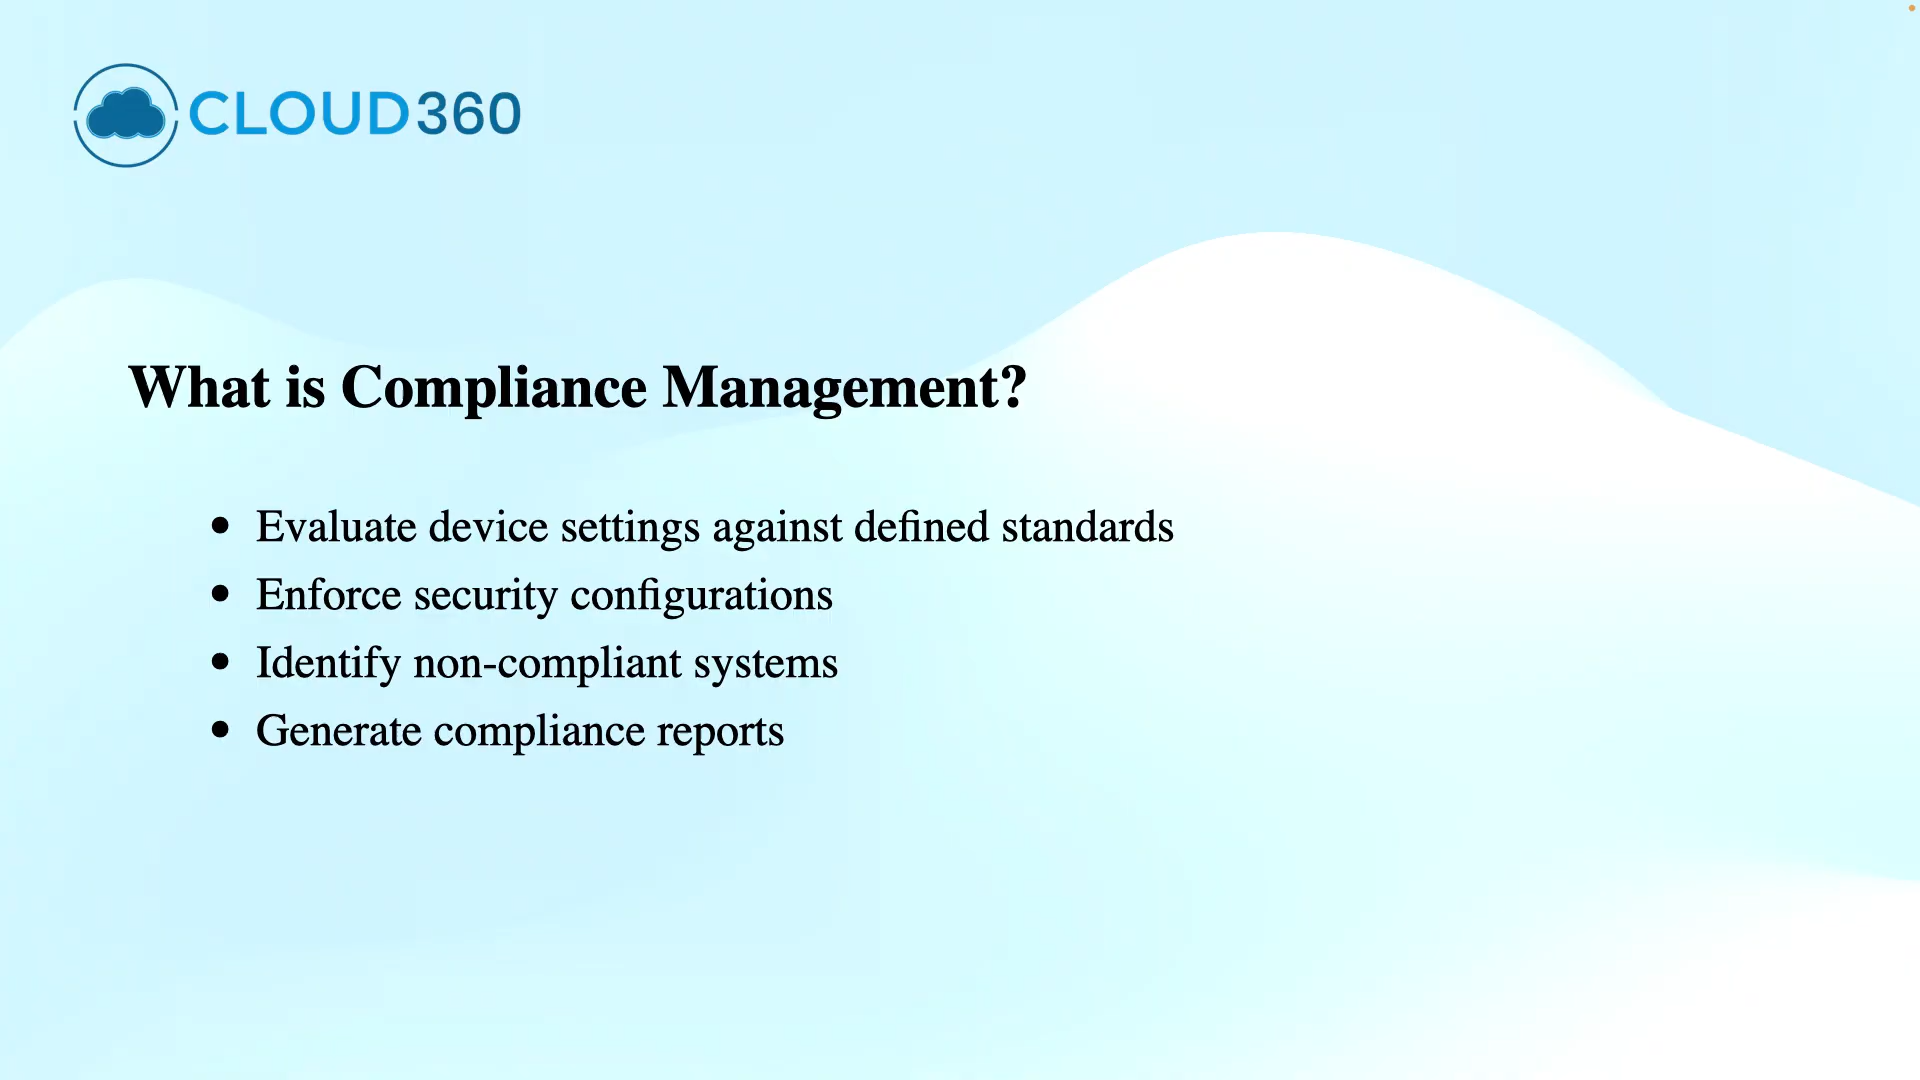 CLOUD360
What is Compliance Management?
• Evaluate device settings against defined standards
• Enforce security configurations
• Identify non-compliant systems
• Generate compliance reports